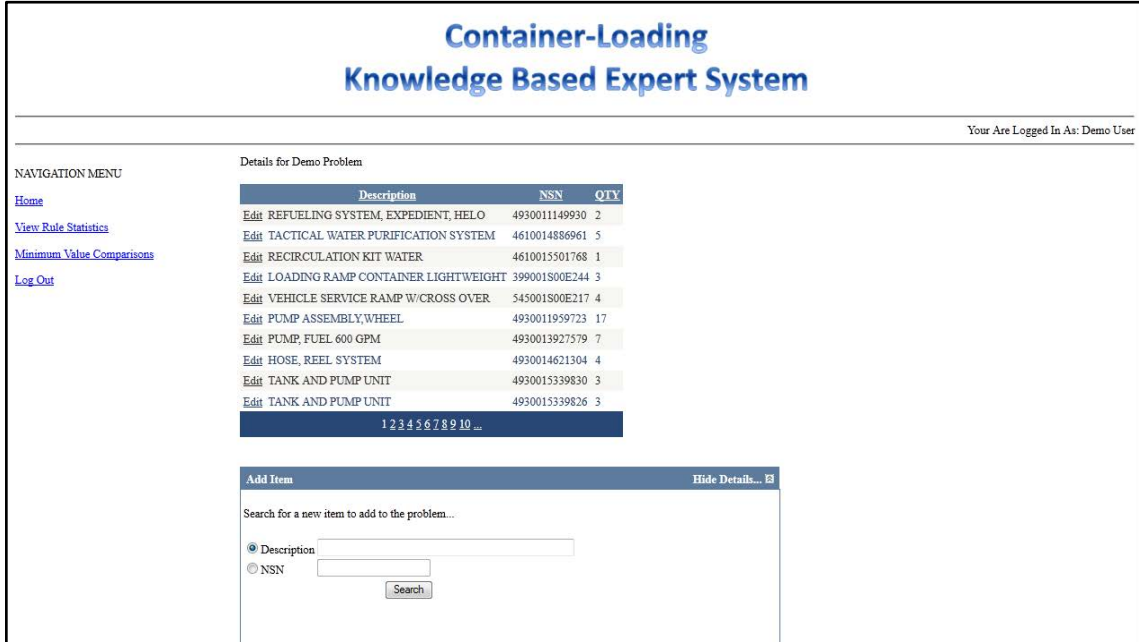 Container-Loading
Knowledge Based Expert System
Your Are Logged In As: Demo User
NAVIGATION MENU
Home
View Rule Statistics
Minimum Value Comparisons
Log Out
Details for Demo Problem
Description NSN QTY
Edit REFUELING SYSTEM, EXPEDIENT, HELO 4930011149930 2
Edit TACTICAL WATER PURIFICATION SYSTEM 4610014886961 5
Edit RECIRCULATION KIT WATER 4610015501768 1
Edit LOADING RAMP CONTAINER LIGHTWEIGHT 399001S00E244 3
Edit VEHICLE SERVICE RAMP W/CROSS OVER 545001S00E217 4
Edit PUMP ASSEMBLY,WHEEL 4930011959723 17
Edit PUMP, FUEL 600 GPM 4930013927579 7
Edit HOSE, REEL SYSTEM 4930014621304 4
Edit TANK AND PUMP UNIT 4930015339830 3
Edit TANK AND PUMP UNIT 4930015339826 3
1 2 3 4 5 6 7 8 9 10 ...
Add Item Hide Details...
Search for a new item to add to the problem...
Description
NSN
Search